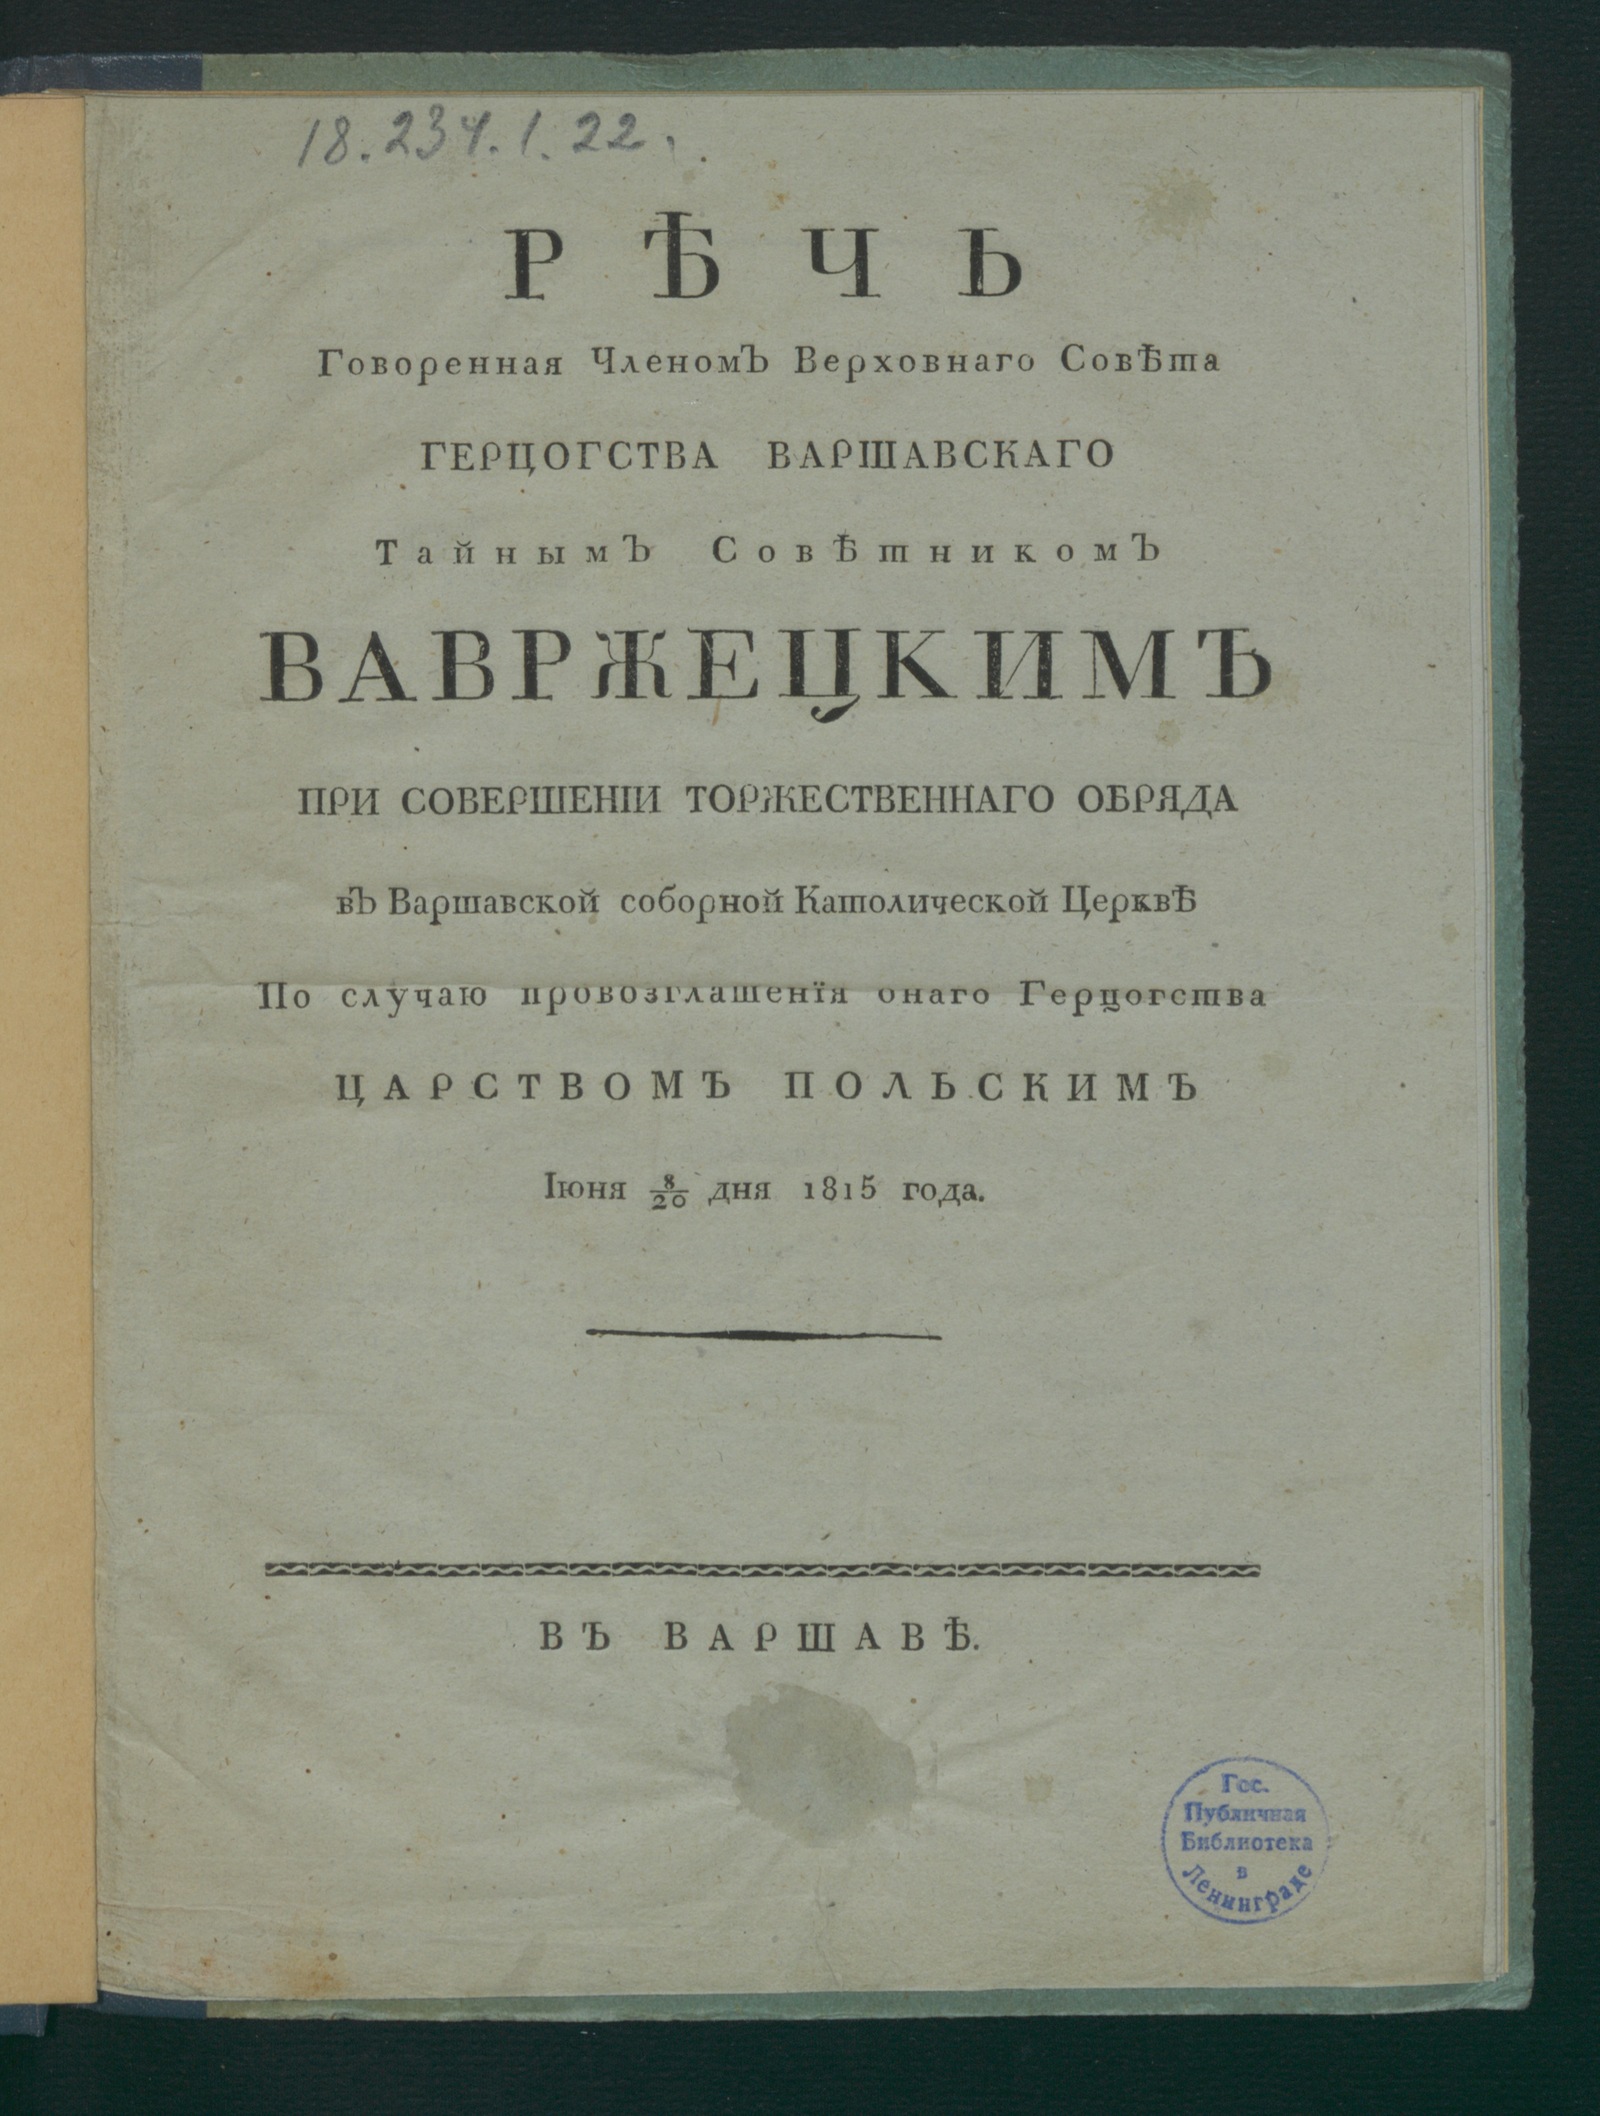 18.234.1.22.
РѢЧЬ
Говоренная Членомъ Верховнаго Совѣта
ГЕРЦОГСТВА ВАРШАВСКАГО
Тайнымъ Совѣтникомъ
ВАВРЖЕЦКИМЪ
ПРИ СОВЕРШЕНІИ ТОРЖЕСТВЕННАГО ОБРЯДА
въ Варшавской соборной Католической Церквѣ
По случаю провозглашенїя онаго Герцогства
ЦАРСТВОМЪ ПОЛЬСКИМЪ
Іюня 8/20 дня 1815 года.
ВЪ ВАРШАВѢ.
Гос.
Публичная
Библиотека
в
Ленинграде